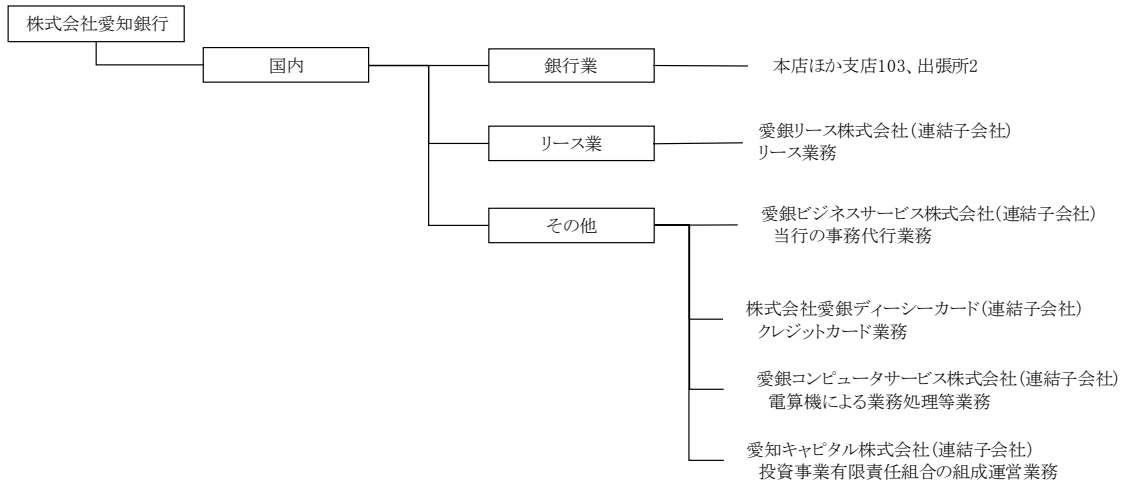 株式会社愛知銀行
国内
銀行業
本店ほか支店103、出張所2
リース業
愛銀リース株式会社(連結子会社)
リース業務
その他
愛銀ビジネスサービス株式会社(連結子会社)
当行の事務代行業務
株式会社愛銀ディーシーカード(連結子会社)
クレジットカード業務
愛銀コンピュータサービス株式会社(連結子会社)
電算機による業務処理等業務
愛知キャピタル株式会社(連結子会社)
投資事業有限責任組合の組成運営業務